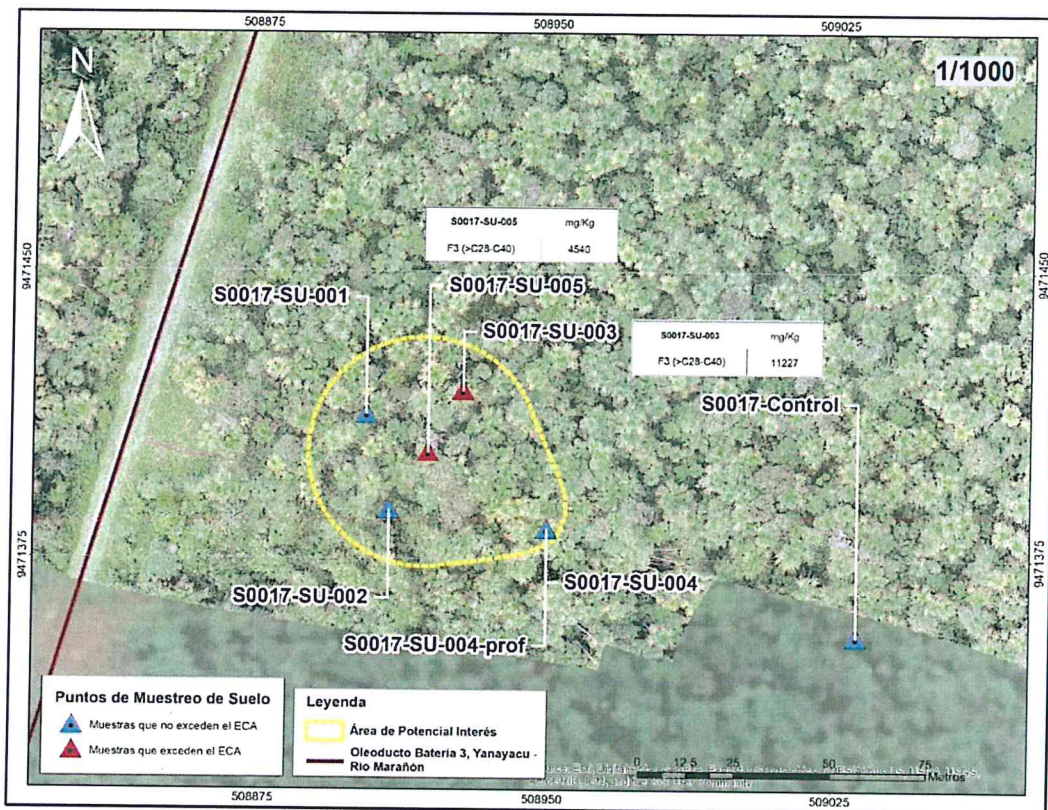 508875
508950
509025
N
1/1000
S0017-SU-005 mg/Kg
F3 (>C28-C40) 4540
9471450
9471450
S0017-SU-001
S0017-SU-005
S0017-SU-003
S0017-SU-003 mg/Kg
F3 (>C28-C40) 11227
S0017-Control
9471375
9471375
S0017-SU-002
S0017-SU-004
S0017-SU-004-prof
Puntos de Muestreo de Suelo
Muestras que no exceden el ECA
Muestras que exceden el ECA
Leyenda
Área de Potencial Interés
Oleoducto Batería 3, Yanayacu -
Río Marañón
0 12.5 25 50 75
Metros
508875
508950
509025